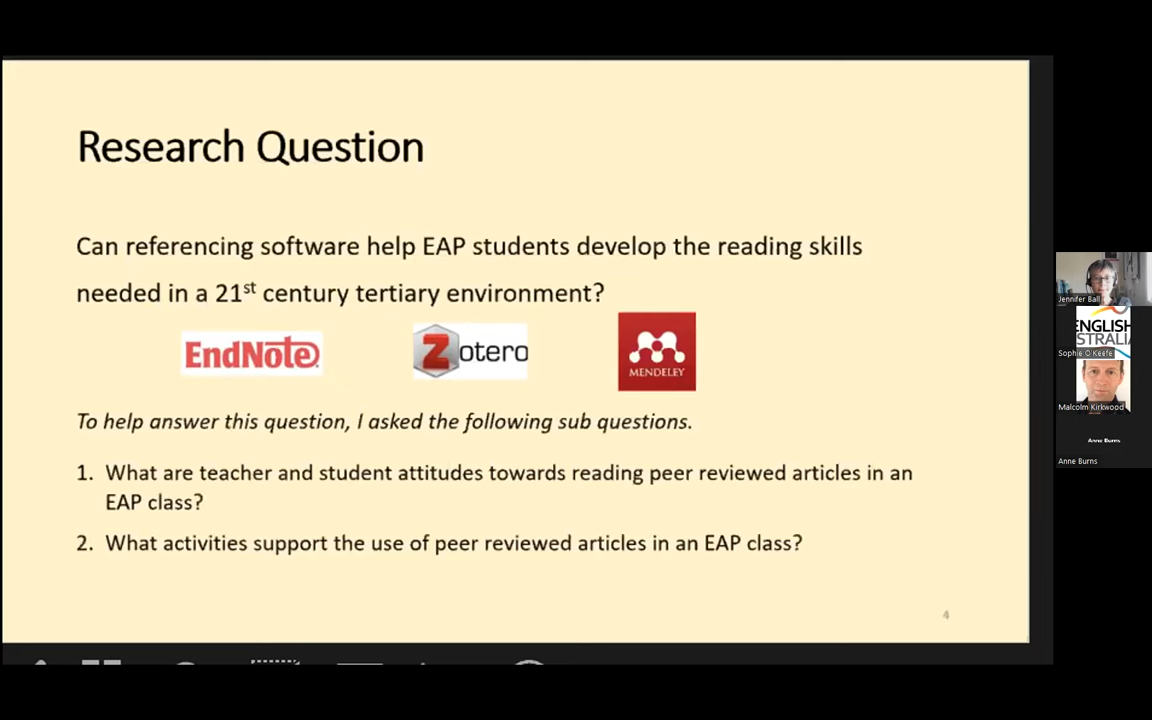 Research Question
Can referencing software help EAP students develop the reading skills
needed in a 21st century tertiary environment?
EndNote
Zotero
MENDELEY
To help answer this question, I asked the following sub questions.
1. What are teacher and student attitudes towards reading peer reviewed articles in an
EAP class?
2. What activities support the use of peer reviewed articles in an EAP class?
4
Jennifer Ball
ENGLISH
STRALI
Sophie O'Keefe
Malcolm Kirkwood
Anne Burns
Anne Burns